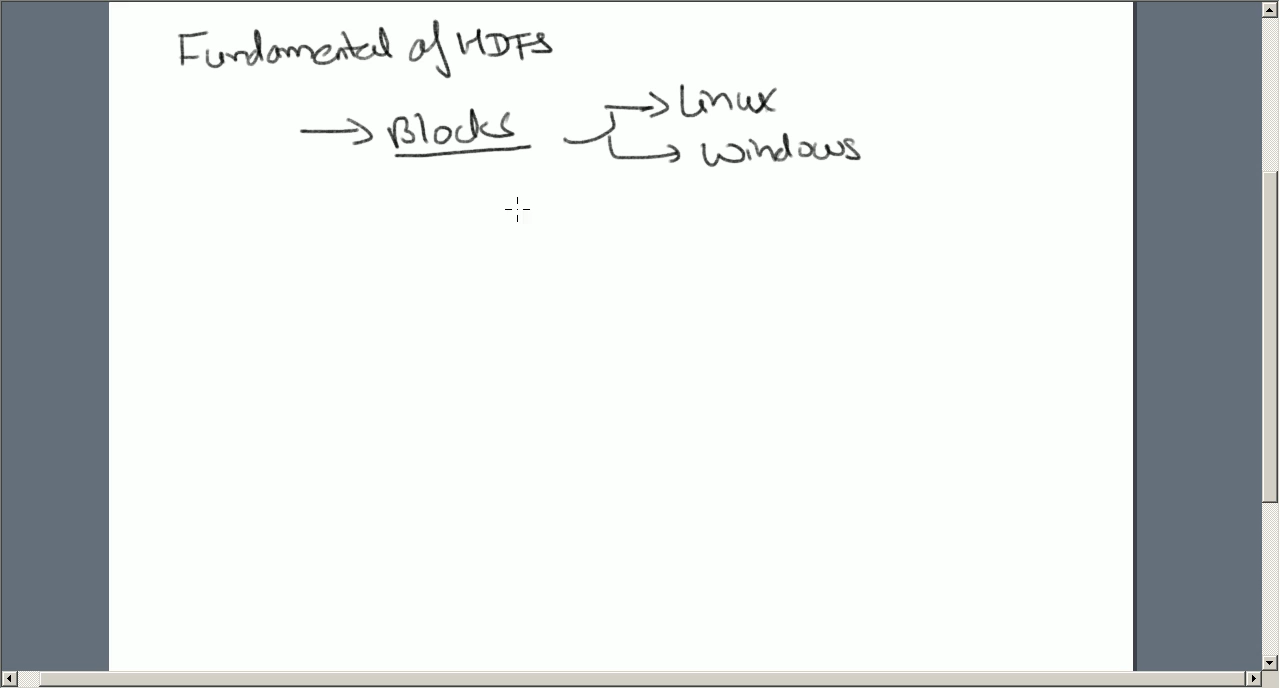 Fundamental of HDFS
→ Blocks → Linux
→ Windows